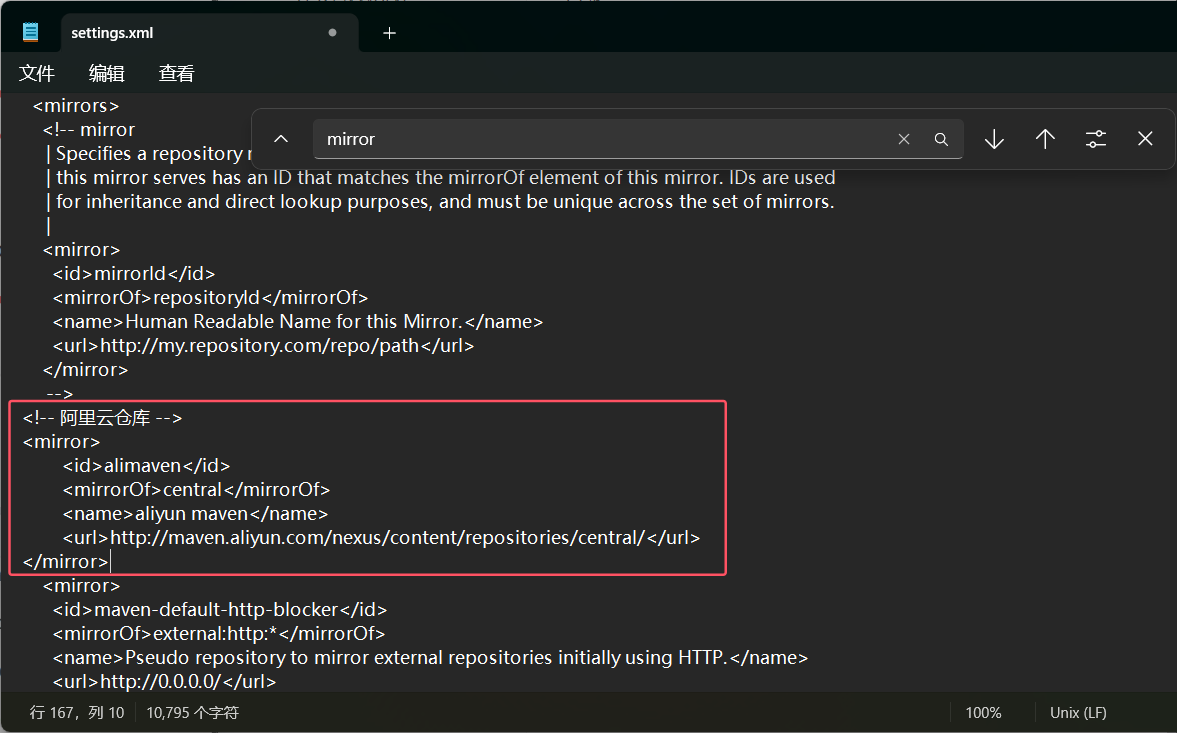 settings.xml
文件 编辑 查看
mirror
<mirrors>
<!-- mirror
| Specifies a repository
| this mirror serves has an ID that matches the mirrorOf element of this mirror. IDs are used
| for inheritance and direct lookup purposes, and must be unique across the set of mirrors.
|
<mirror>
<id>mirrorId</id>
<mirrorOf>repositoryId</mirrorOf>
<name>Human Readable Name for this Mirror.</name>
<url>http://my.repository.com/repo/path</url>
</mirror>
-->
<!-- 阿里云仓库 -->
<mirror>
<id>alimaven</id>
<mirrorOf>central</mirrorOf>
<name>aliyun maven</name>
<url>http://maven.aliyun.com/nexus/content/repositories/central/</url>
</mirror>
<mirror>
<id>maven-default-http-blocker</id>
<mirrorOf>external:http:*</mirrorOf>
<name>Pseudo repository to mirror external repositories initially using HTTP.</name>
<url>http://0.0.0.0/</url>
行 167，列 10 10,795 个字符 100% Unix (LF)